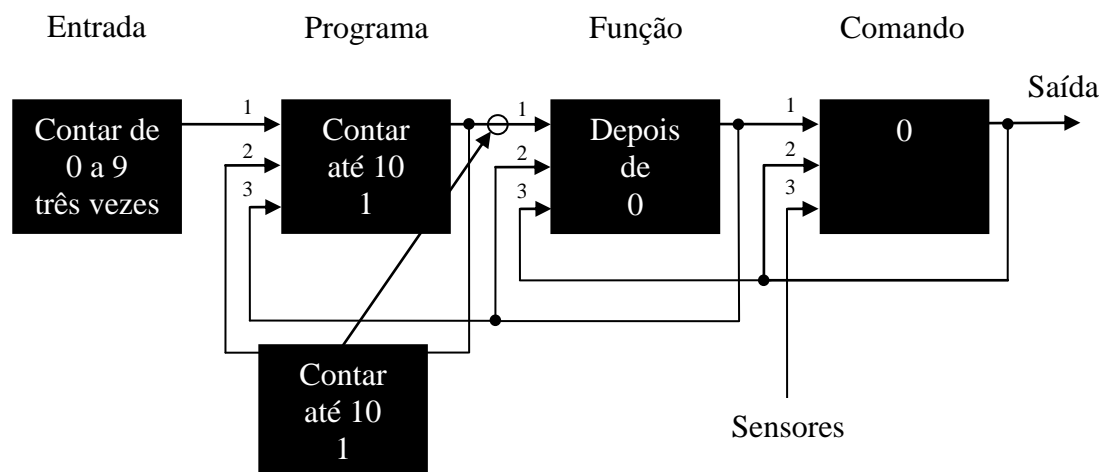 Entrada
Programa
Função
Comando
Saída
Contar de
0 a 9
três vezes
1
2
3
Contar
até 10
1
1
2
3
Depois
de
0
1
2
3
0
Contar
até 10
1
Sensores